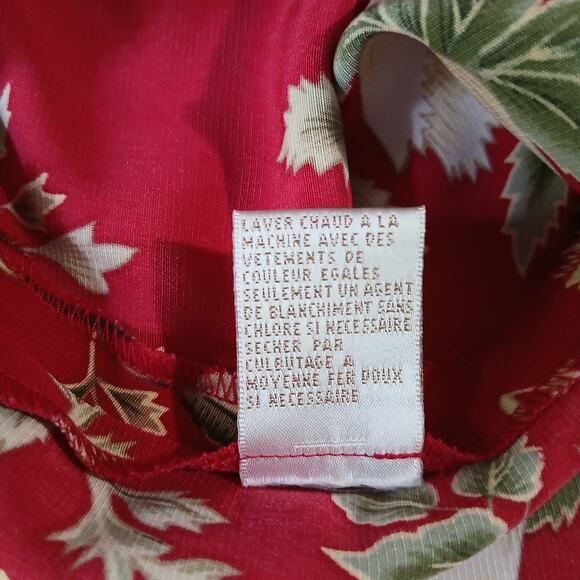 LAVER CHAUD A LA
MACHINE AVEC DES
VETEMENTS DE
COULEUR EGALES
SEULEMENT UN AGENT
DE BLANCHIMENT SANS
CHLORE SI NECESSAIRE
SECHER PAR
CULBUTAGE A
MOYENNE FER DOUX
SI NECESSAIRE